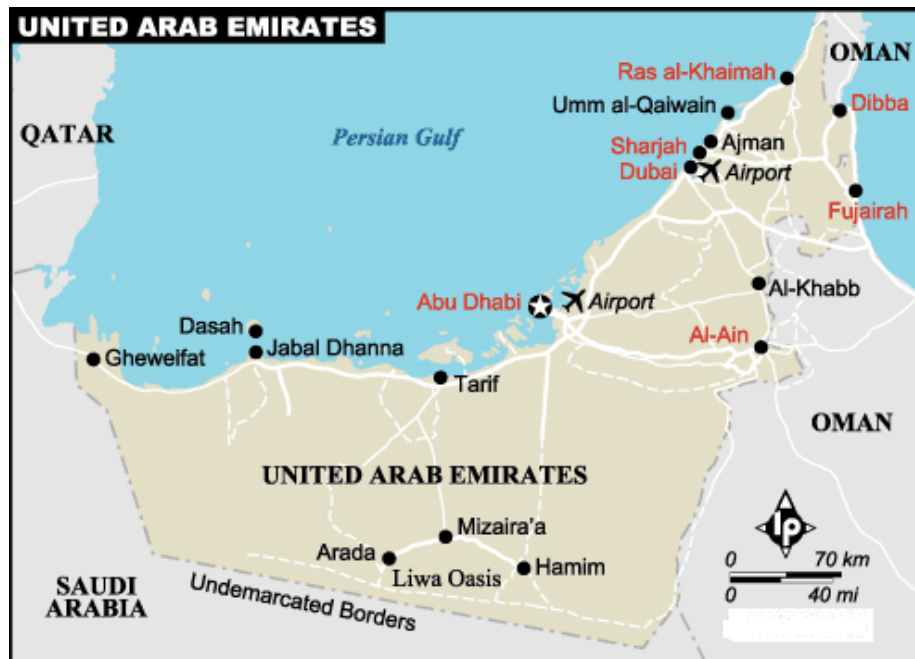 UNITED ARAB EMIRATES
OMAN
Ras al-Khaimah
Umm al-Qaiwain
Dibba
QATAR
Persian Gulf
Ajman
Sharjah
Dubai
Airport
Fujairah
Al-Khabb
Abu Dhabi
Airport
Dasah
Al-Ain
Jabal Dhanna
Gheweifat
Tarif
OMAN
UNITED ARAB EMIRATES
Mizaira'a
Arada
Liwa Oasis
Hamim
Ip
0 70 km
0 40 mi
SAUDI
ARABIA
Undemarcated Borders